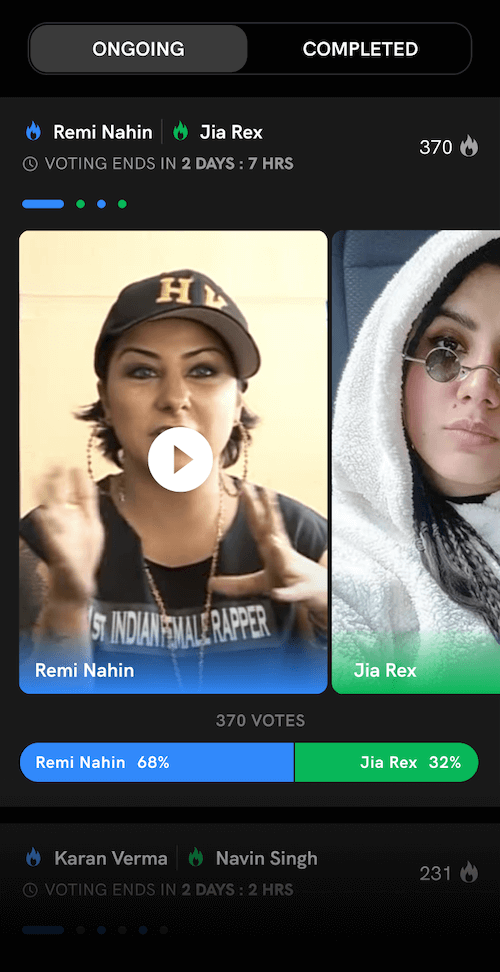 ONGOING COMPLETED
Remi Nahin Jia Rex
370
VOTING ENDS IN 2 DAYS : 7 HRS
INDIAN FEMALE RAPPER
Remi Nahin Jia Rex
370 VOTES
Remi Nahin 68% Jia Rex 32%
Karan Verma Navin Singh
231
VOTING ENDS IN 2 DAYS : 2 HRS